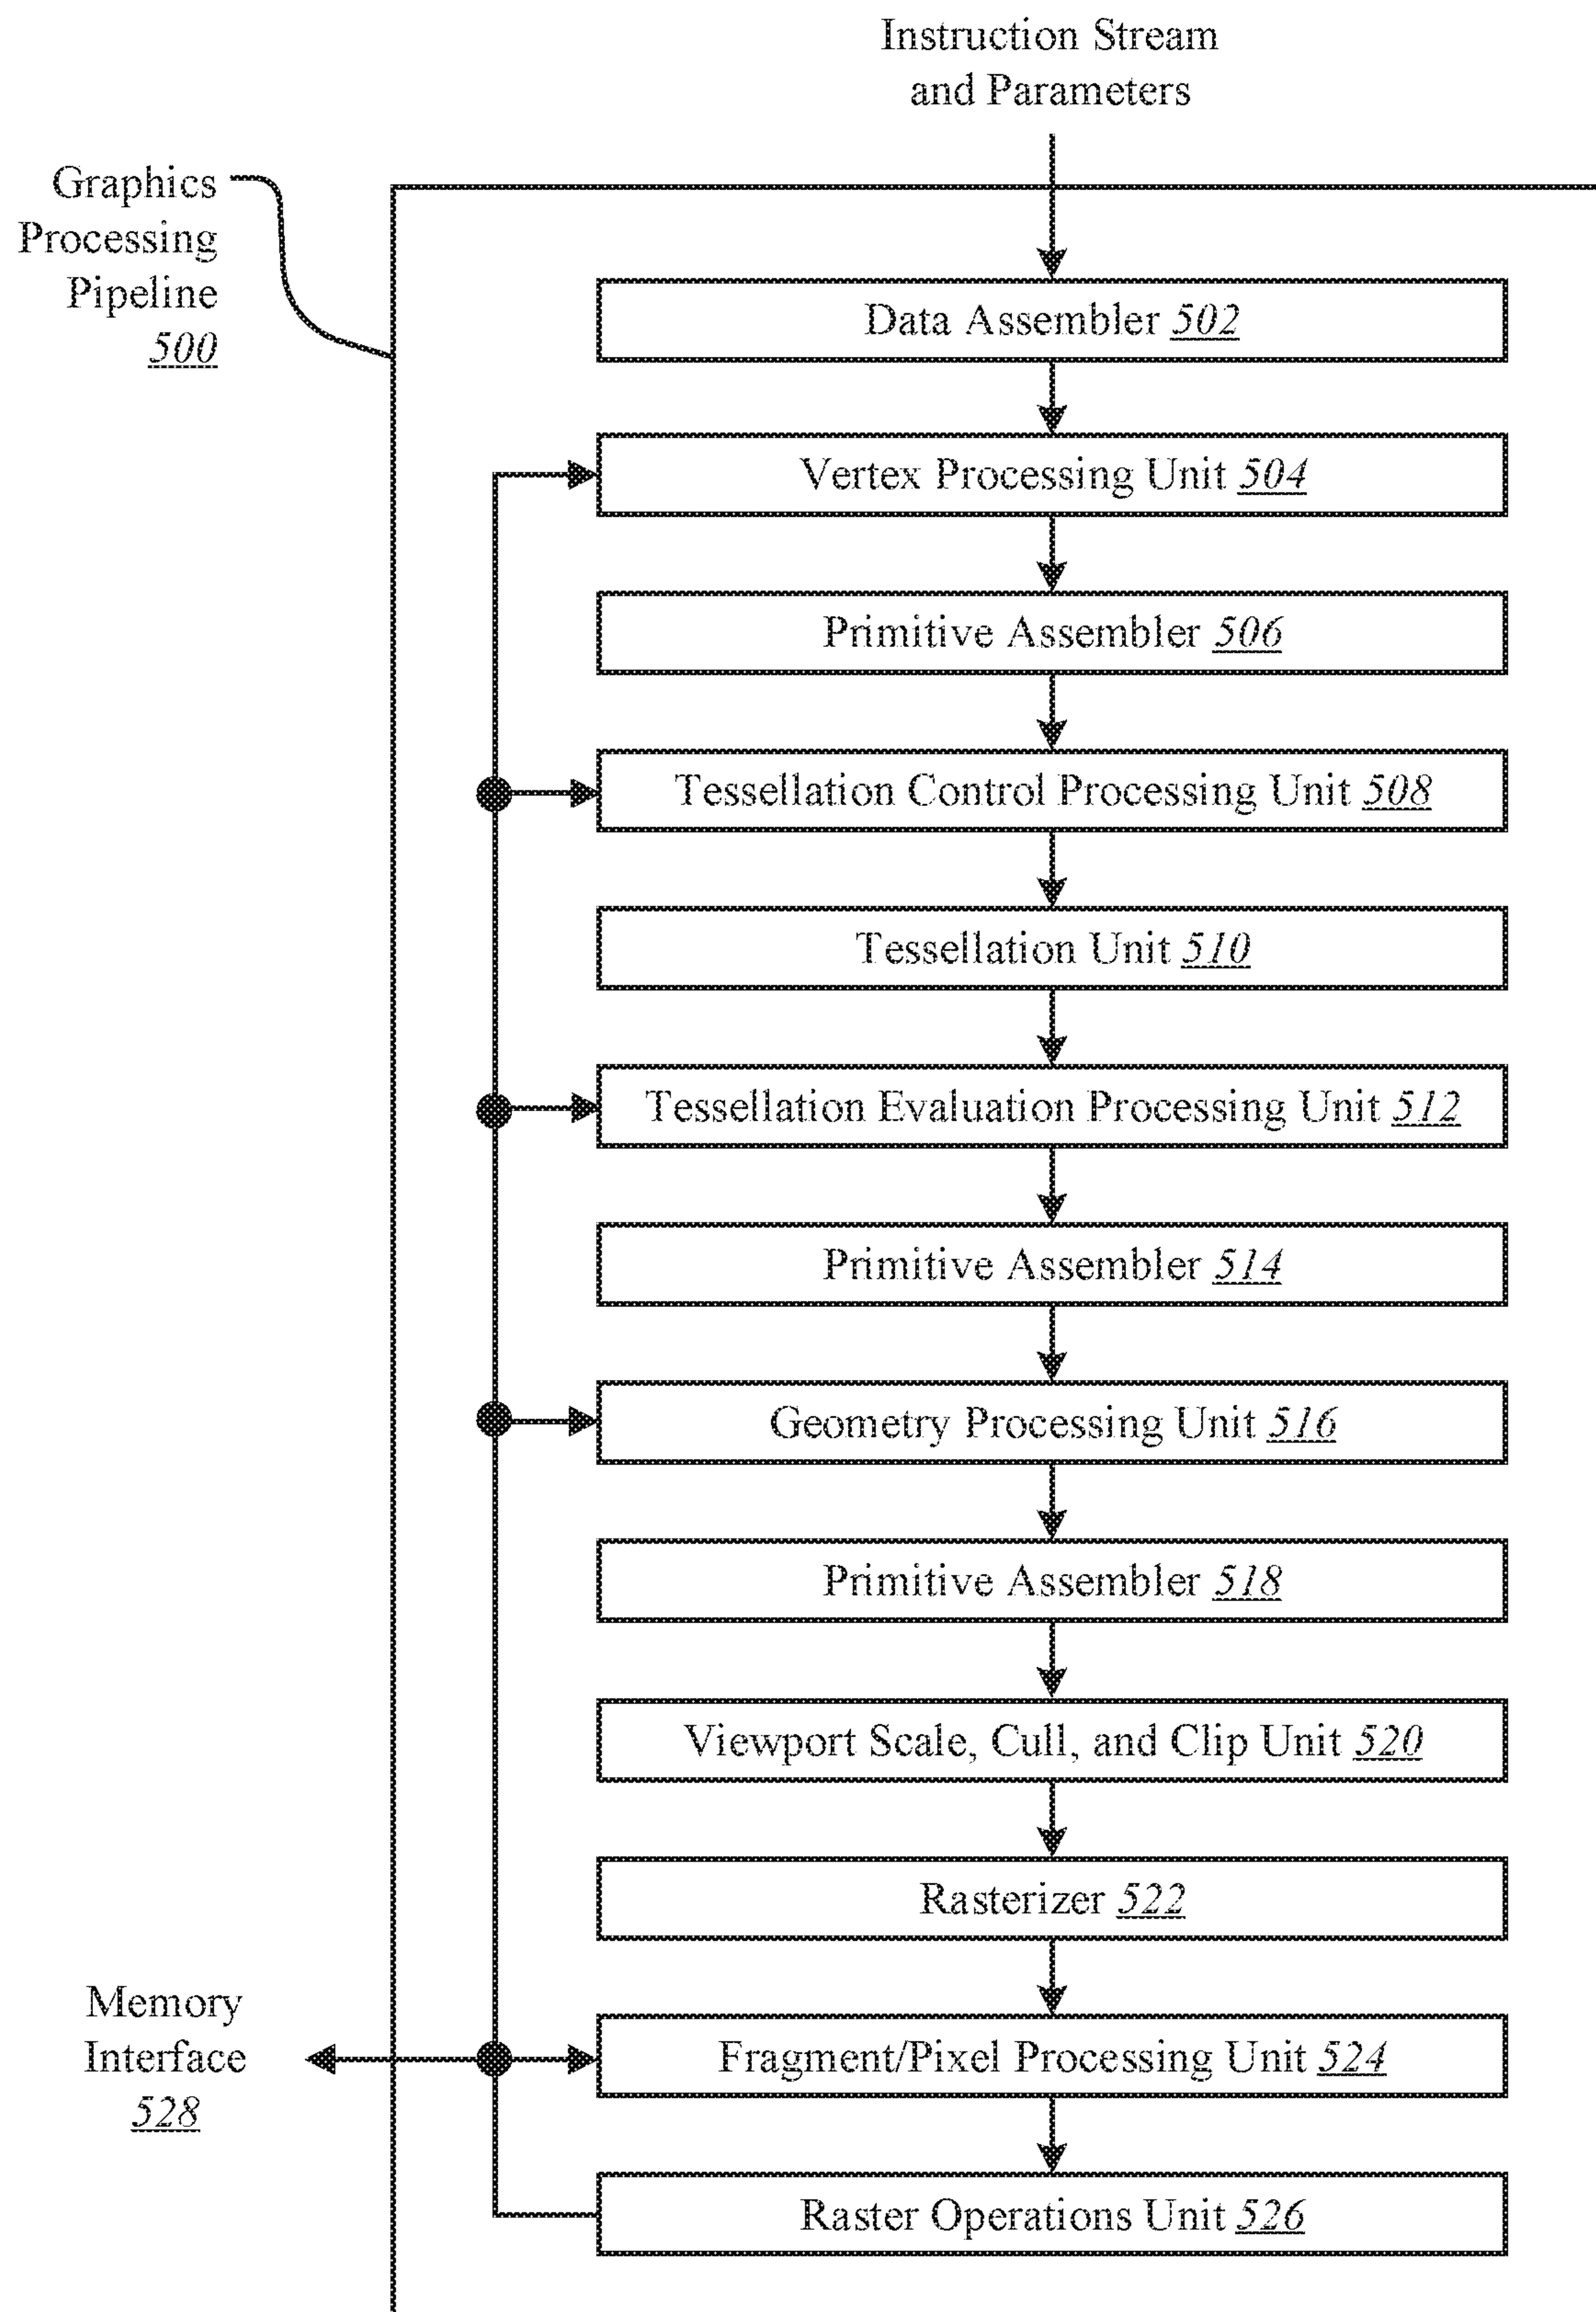 Instruction Stream
and Parameters
Graphics
Processing
Pipeline
500
Data Assembler 502
Vertex Processing Unit 504
Primitive Assembler 506
Tessellation Control Processing Unit 508
Tessellation Unit 510
Tessellation Evaluation Processing Unit 512
Primitive Assembler 514
Geometry Processing Unit 516
Primitive Assembler 518
Viewport Scale, Cull, and Clip Unit 520
Rasterizer 522
Memory
Interface
528
Fragment/Pixel Processing Unit 524
Raster Operations Unit 526